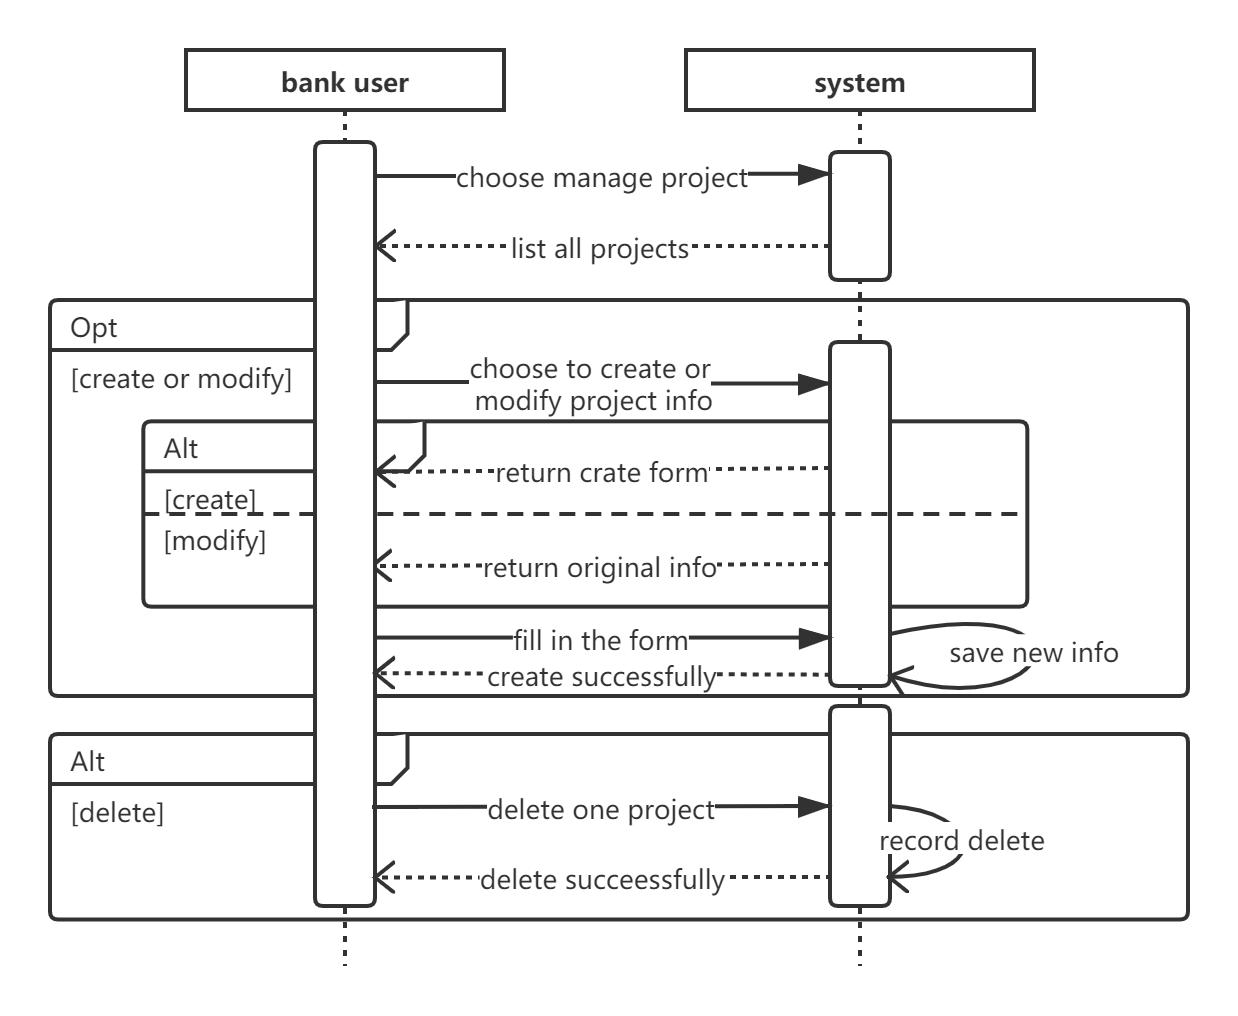 bank user
system
choose manage project
list all projects
Opt
[create or modify]
choose to create or
modify project info
Alt
return crate form
[create]
[modify]
return original info
fill in the form
save new info
create successfully
Alt
[delete]
delete one project
record delete
delete succeessfully